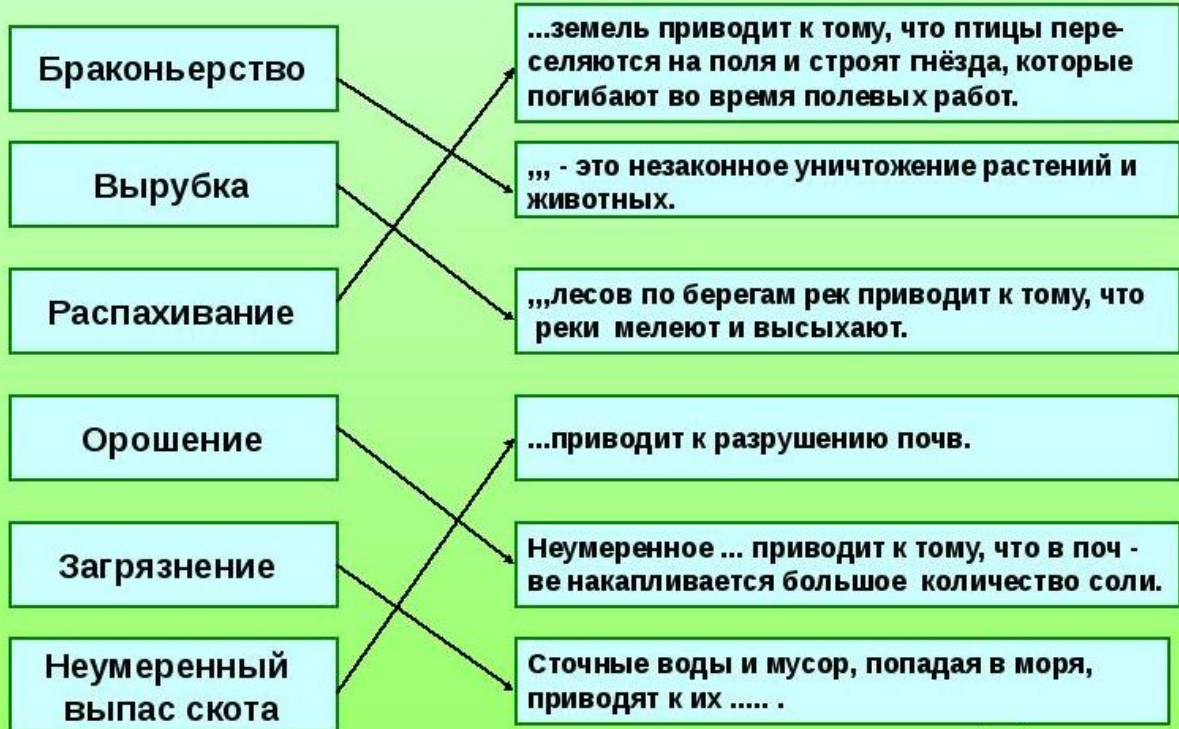 Браконьерство
Вырубка
Распахивание
Орошение
Загрязнение
Неумеренный
выпас скота
...земель приводит к тому, что птицы пере-
селяются на поля и строят гнёзда, которые
погибают во время полевых работ.
,,, - это незаконное уничтожение растений и
животных.
,,,лесов по берегам рек приводит к тому, что
реки мелеют и высыхают.
...приводит к разрушению почв.
Неумеренное ... приводит к тому, что в поч -
ве накапливается большое количество соли.
Сточные воды и мусор, попадая в моря,
приводят к их ..... .